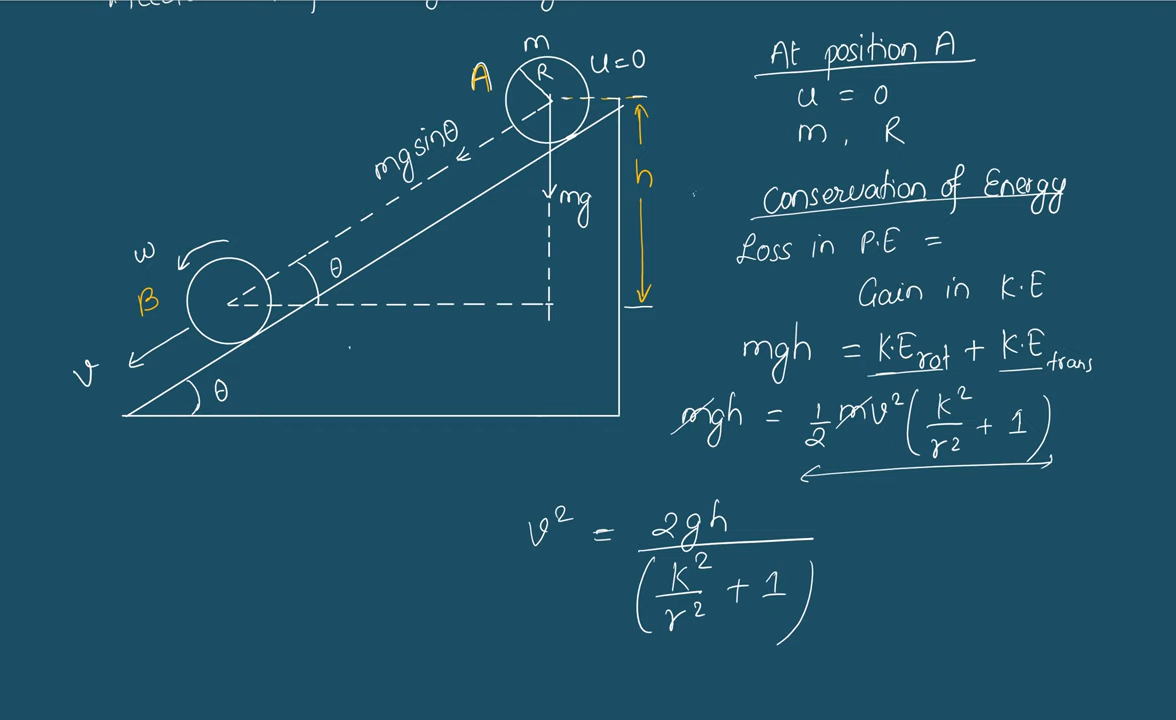 m
A
R
u = 0
mg sinθ
h
mg
θ
ω
B
v
θ
At position A
u = 0
m , R
Conservation of Energy
Loss in P.E =
Gain in K.E
mgh = K.E_rot + K.E_trans
mgh = 1/2 mv² (K²/r² + 1)
v² = 2gh / (K²/r² + 1)